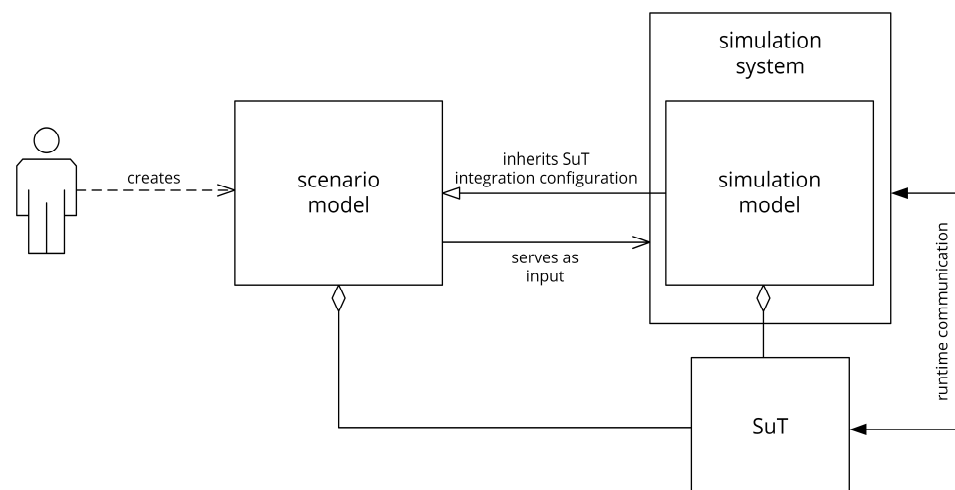 simulation
system
creates
scenario
model
inherits SuT
integration configuration
simulation
model
serves as
input
runtime communication
SuT